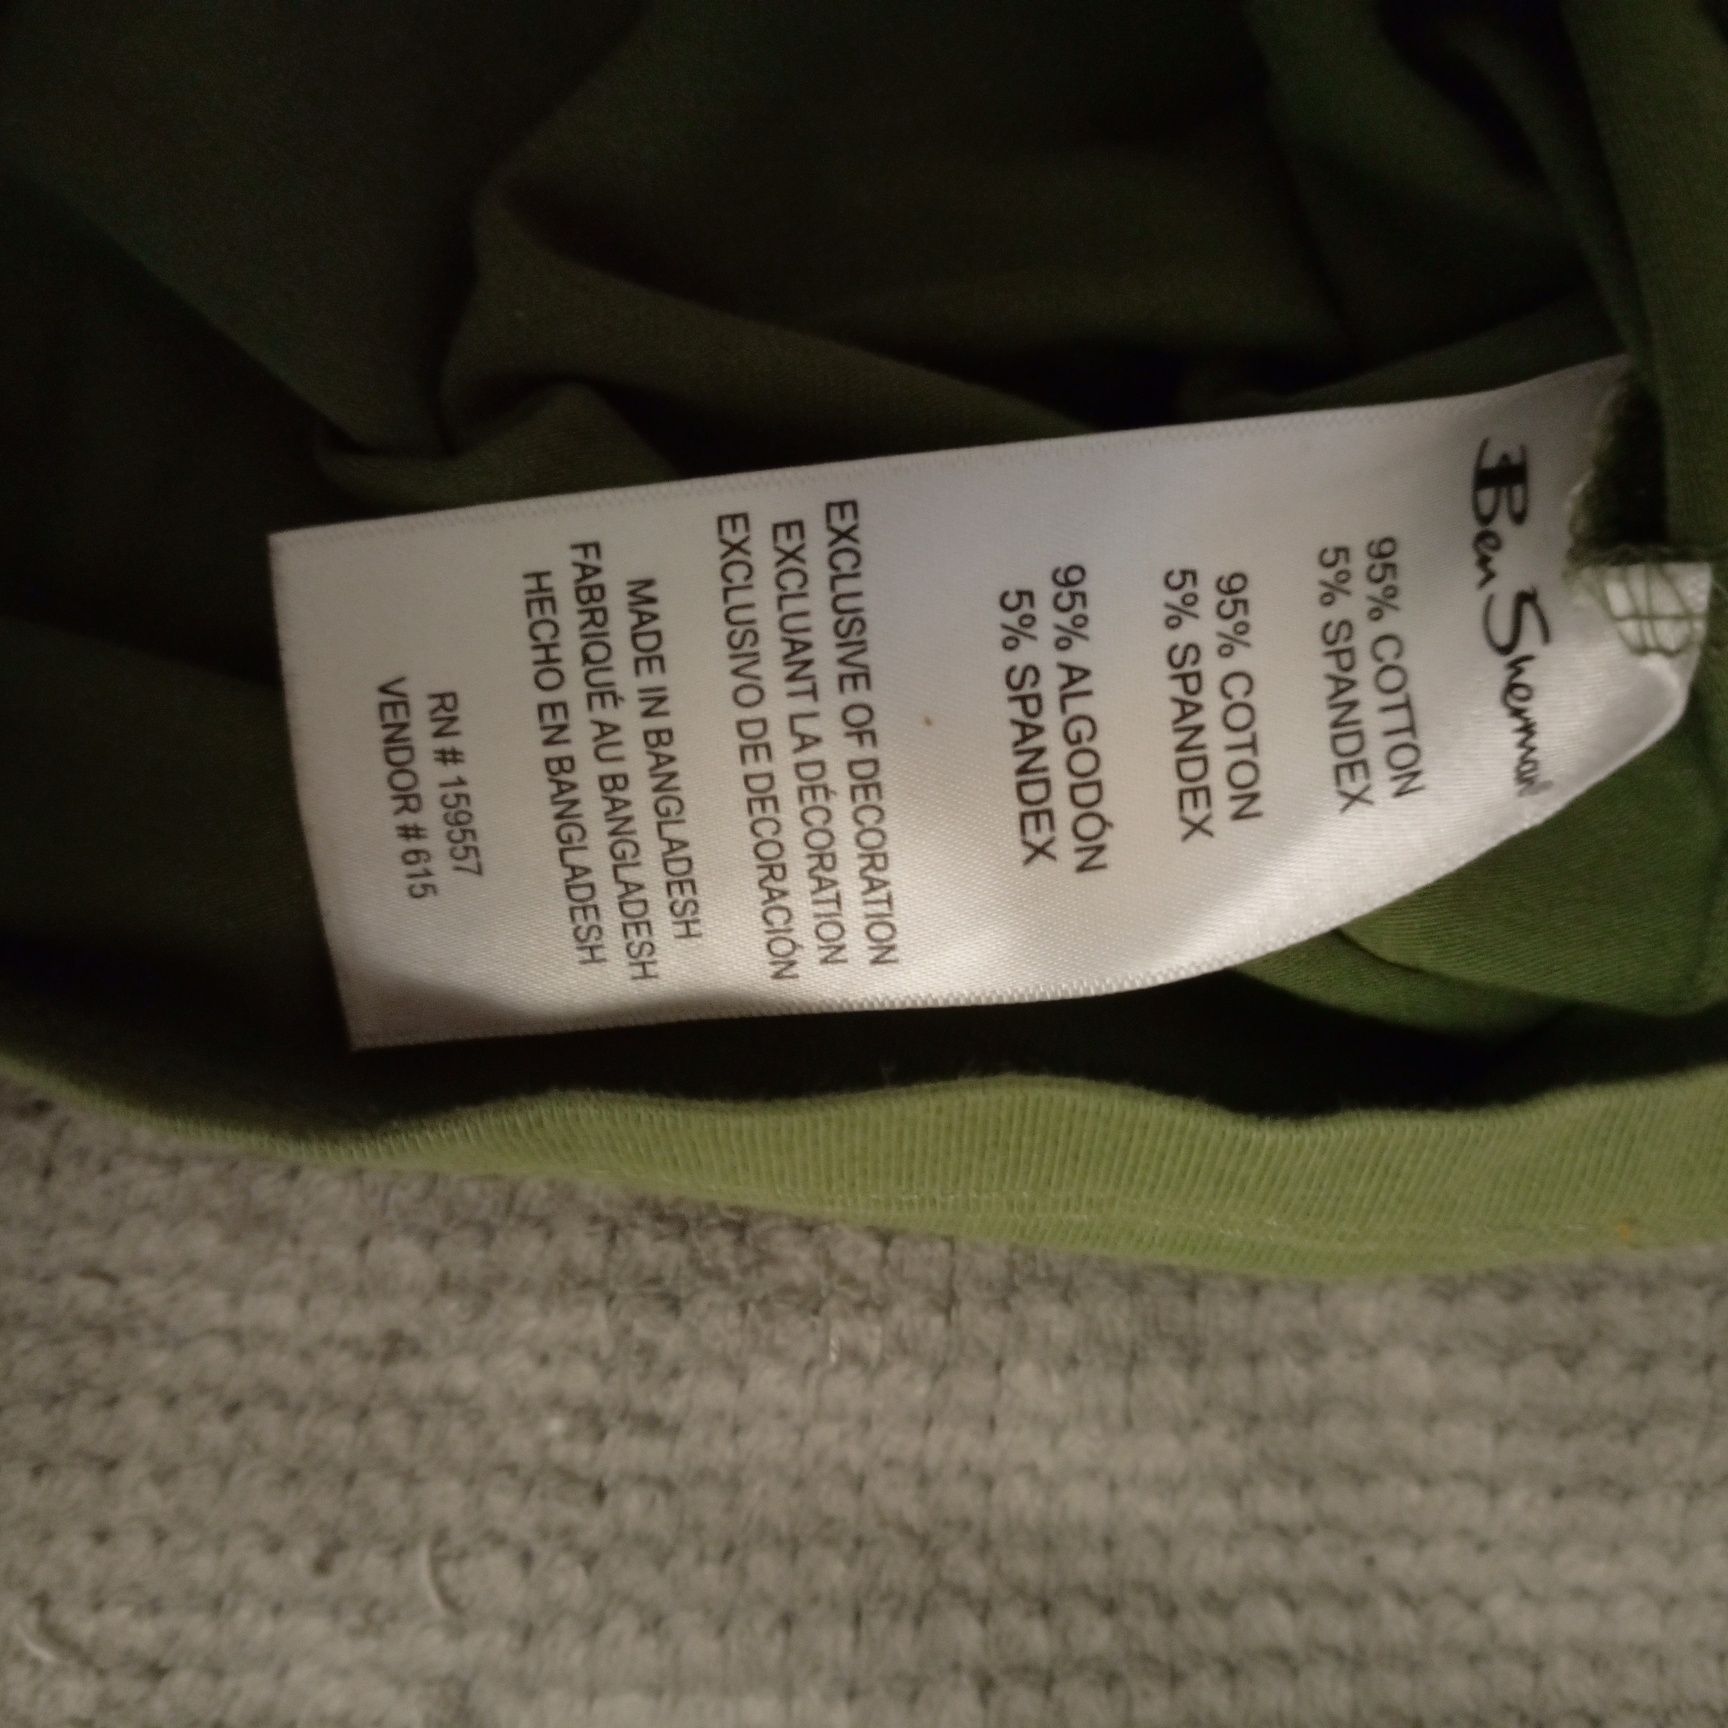 Ben Sherman
95% COTTON
5% SPANDEX
95% COTON
5% SPANDEX
95% ALGODÓN
5% SPANDEX
EXCLUSIVE OF DECORATION
EXCLUANT LA DÉCORATION
EXCLUSIVO DE DECORACIÓN
MADE IN BANGLADESH
FABRIQUÉ AU BANGLADESH
HECHO EN BANGLADESH
RN # 159557
VENDOR # 615